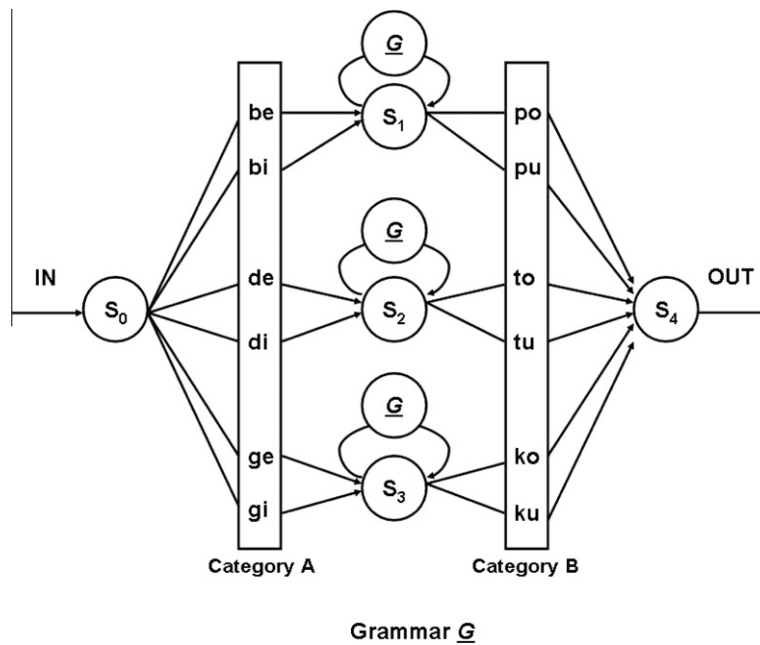 G
be
S1
po
bi
pu
G
IN
de
to
OUT
S0
S2
S4
di
tu
G
ge
ko
S3
gi
ku
Category A
Category B
Grammar G